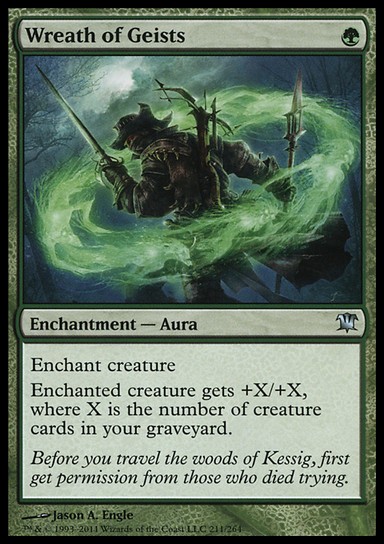 Wreath of Geists
Enchantment — Aura
Enchant creature
Enchanted creature gets +X/+X,
where X is the number of creature
cards in your graveyard.
Before you travel the woods of Kessig, first
get permission from those who died trying.
Jason A. Engle
™ & © 1993–2011 Wizards of the Coast LLC 211/264